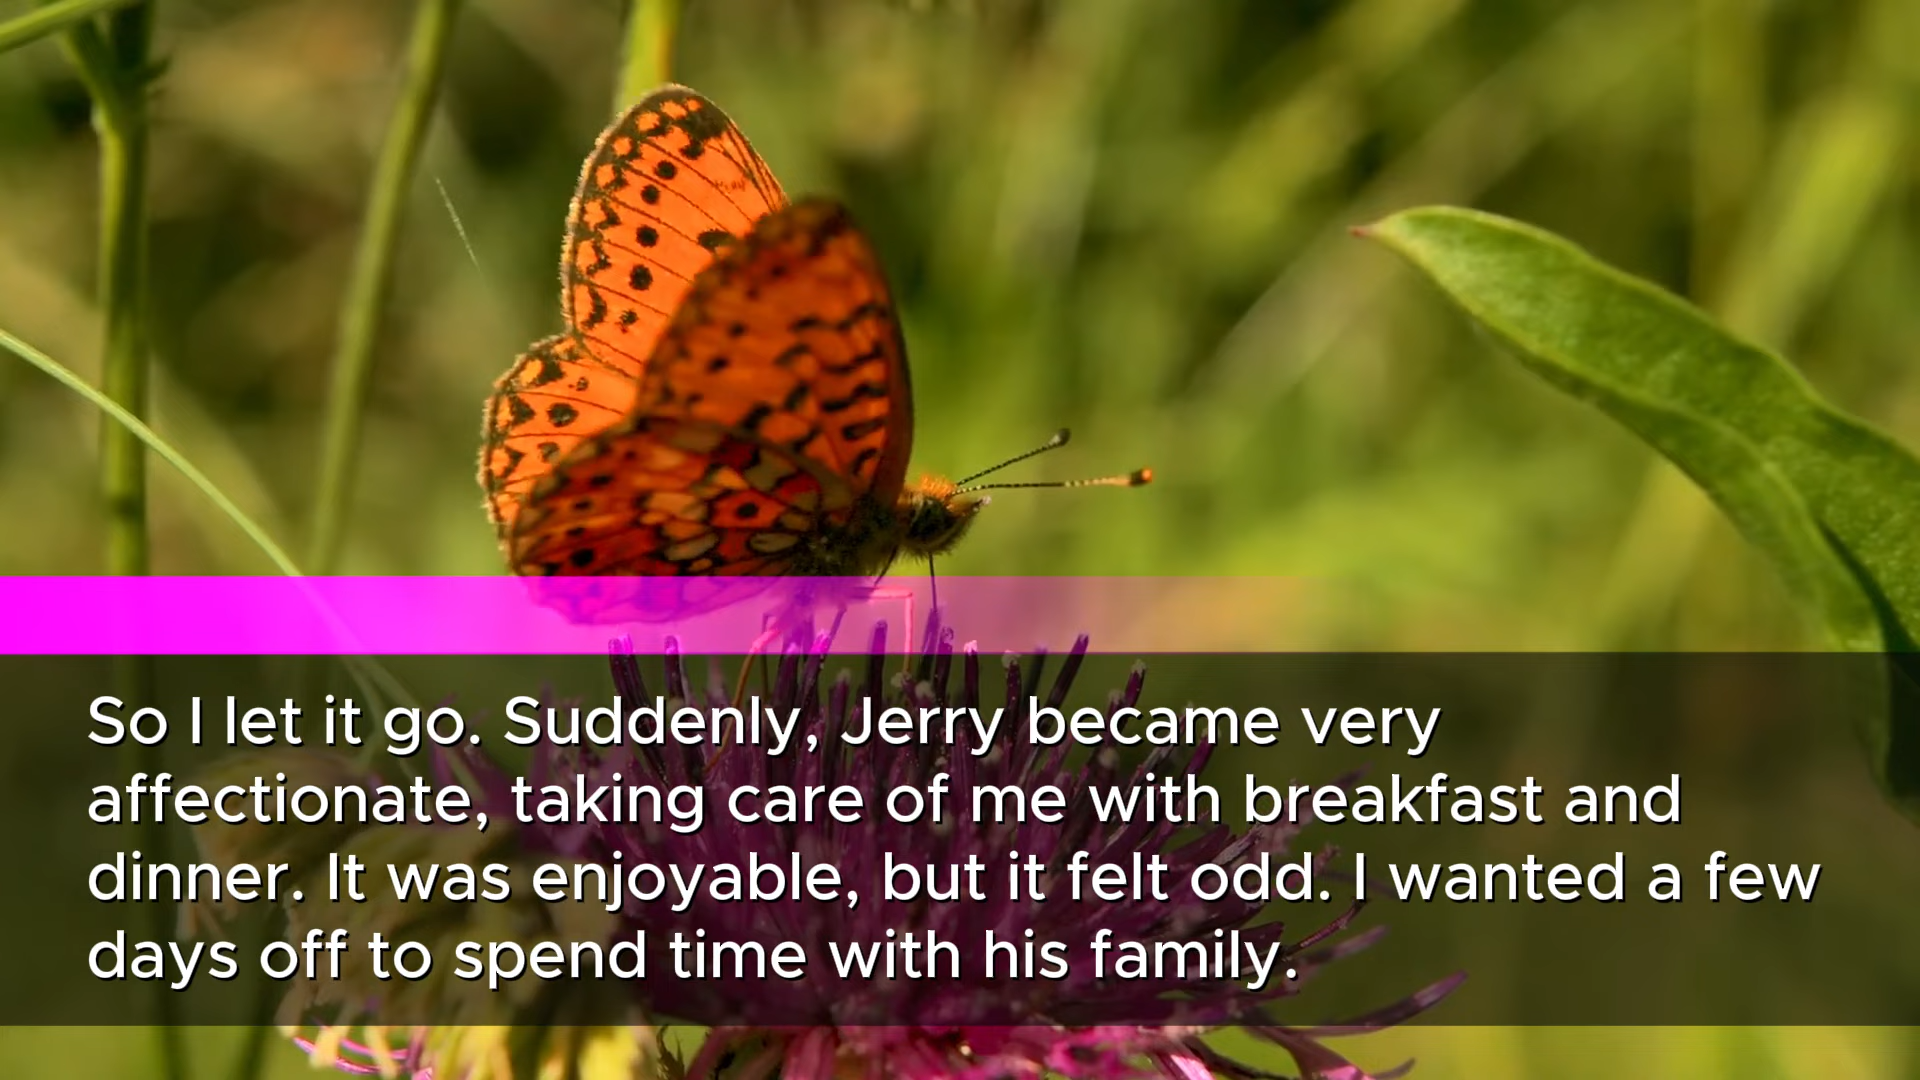 So I let it go. Suddenly, Jerry became very
affectionate, taking care of me with breakfast and
dinner. It was enjoyable, but it felt odd. I wanted a few
days off to spend time with his family.